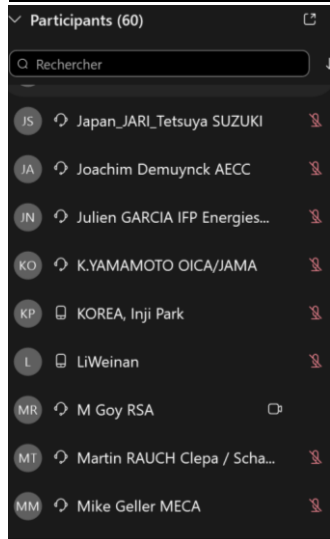 Participants (60)
Rechercher
JS Japan_JARI_Tetsuya SUZUKI
JA Joachim Demuynck AECC
JN Julien GARCIA IFP Energies...
KO K.YAMAMOTO OICA/JAMA
KP KOREA, Inji Park
L LiWeinan
MR M Goy RSA
MT Martin RAUCH Clepa / Scha...
MM Mike Geller MECA